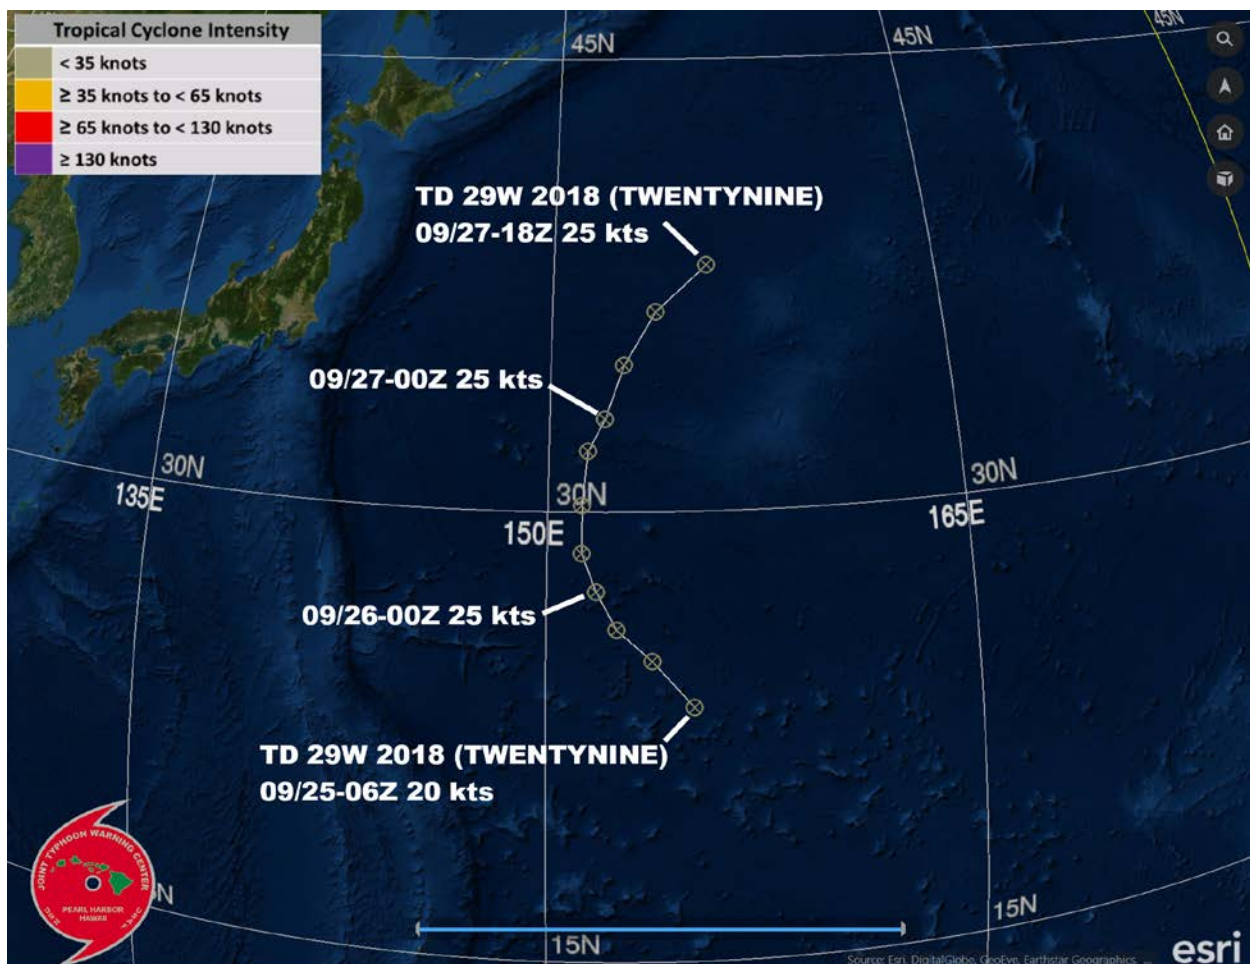 Tropical Cyclone Intensity
< 35 knots
≥ 35 knots to < 65 knots
≥ 65 knots to < 130 knots
≥ 130 knots
45N
45N
45N
TD 29W 2018 (TWENTYNINE)
09/27-18Z 25 kts
09/27-00Z 25 kts
30N
135E
30N
150E
30N
165E
09/26-00Z 25 kts
TD 29W 2018 (TWENTYNINE)
09/25-06Z 20 kts
JOINT TYPHOON WARNING CENTER
PEARL HARBOR
HAWAII
N
15N
15N
esri
Source: Esri, DigitalGlobe, GeoEye, Earthstar Geographics, ...